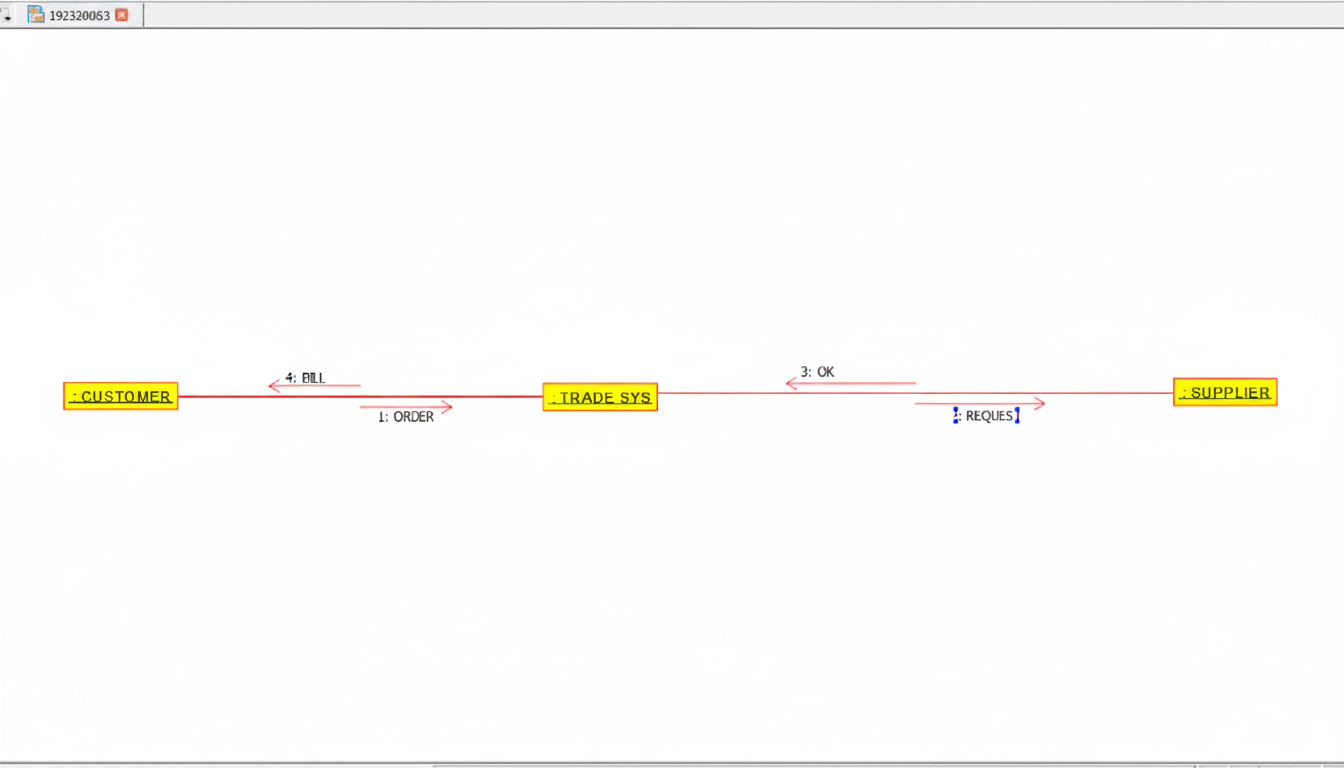 192320063
4: BILL
3: OK
: CUSTOMER
: TRADE SYS
: SUPPLIER
1: ORDER
: REQUES